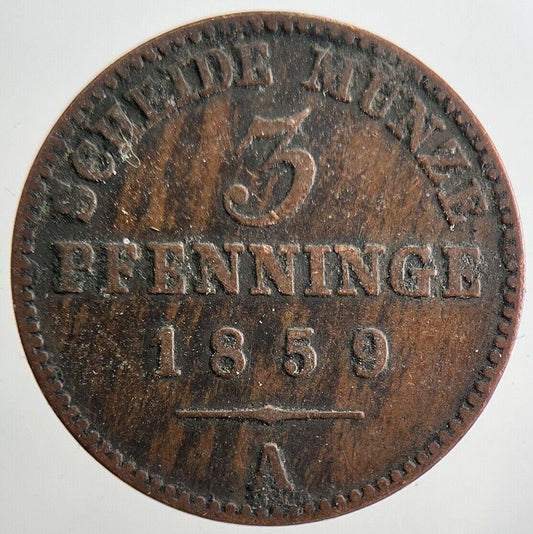 SCHEIDE MÜNZE
3
PFENNINGE
1859
A